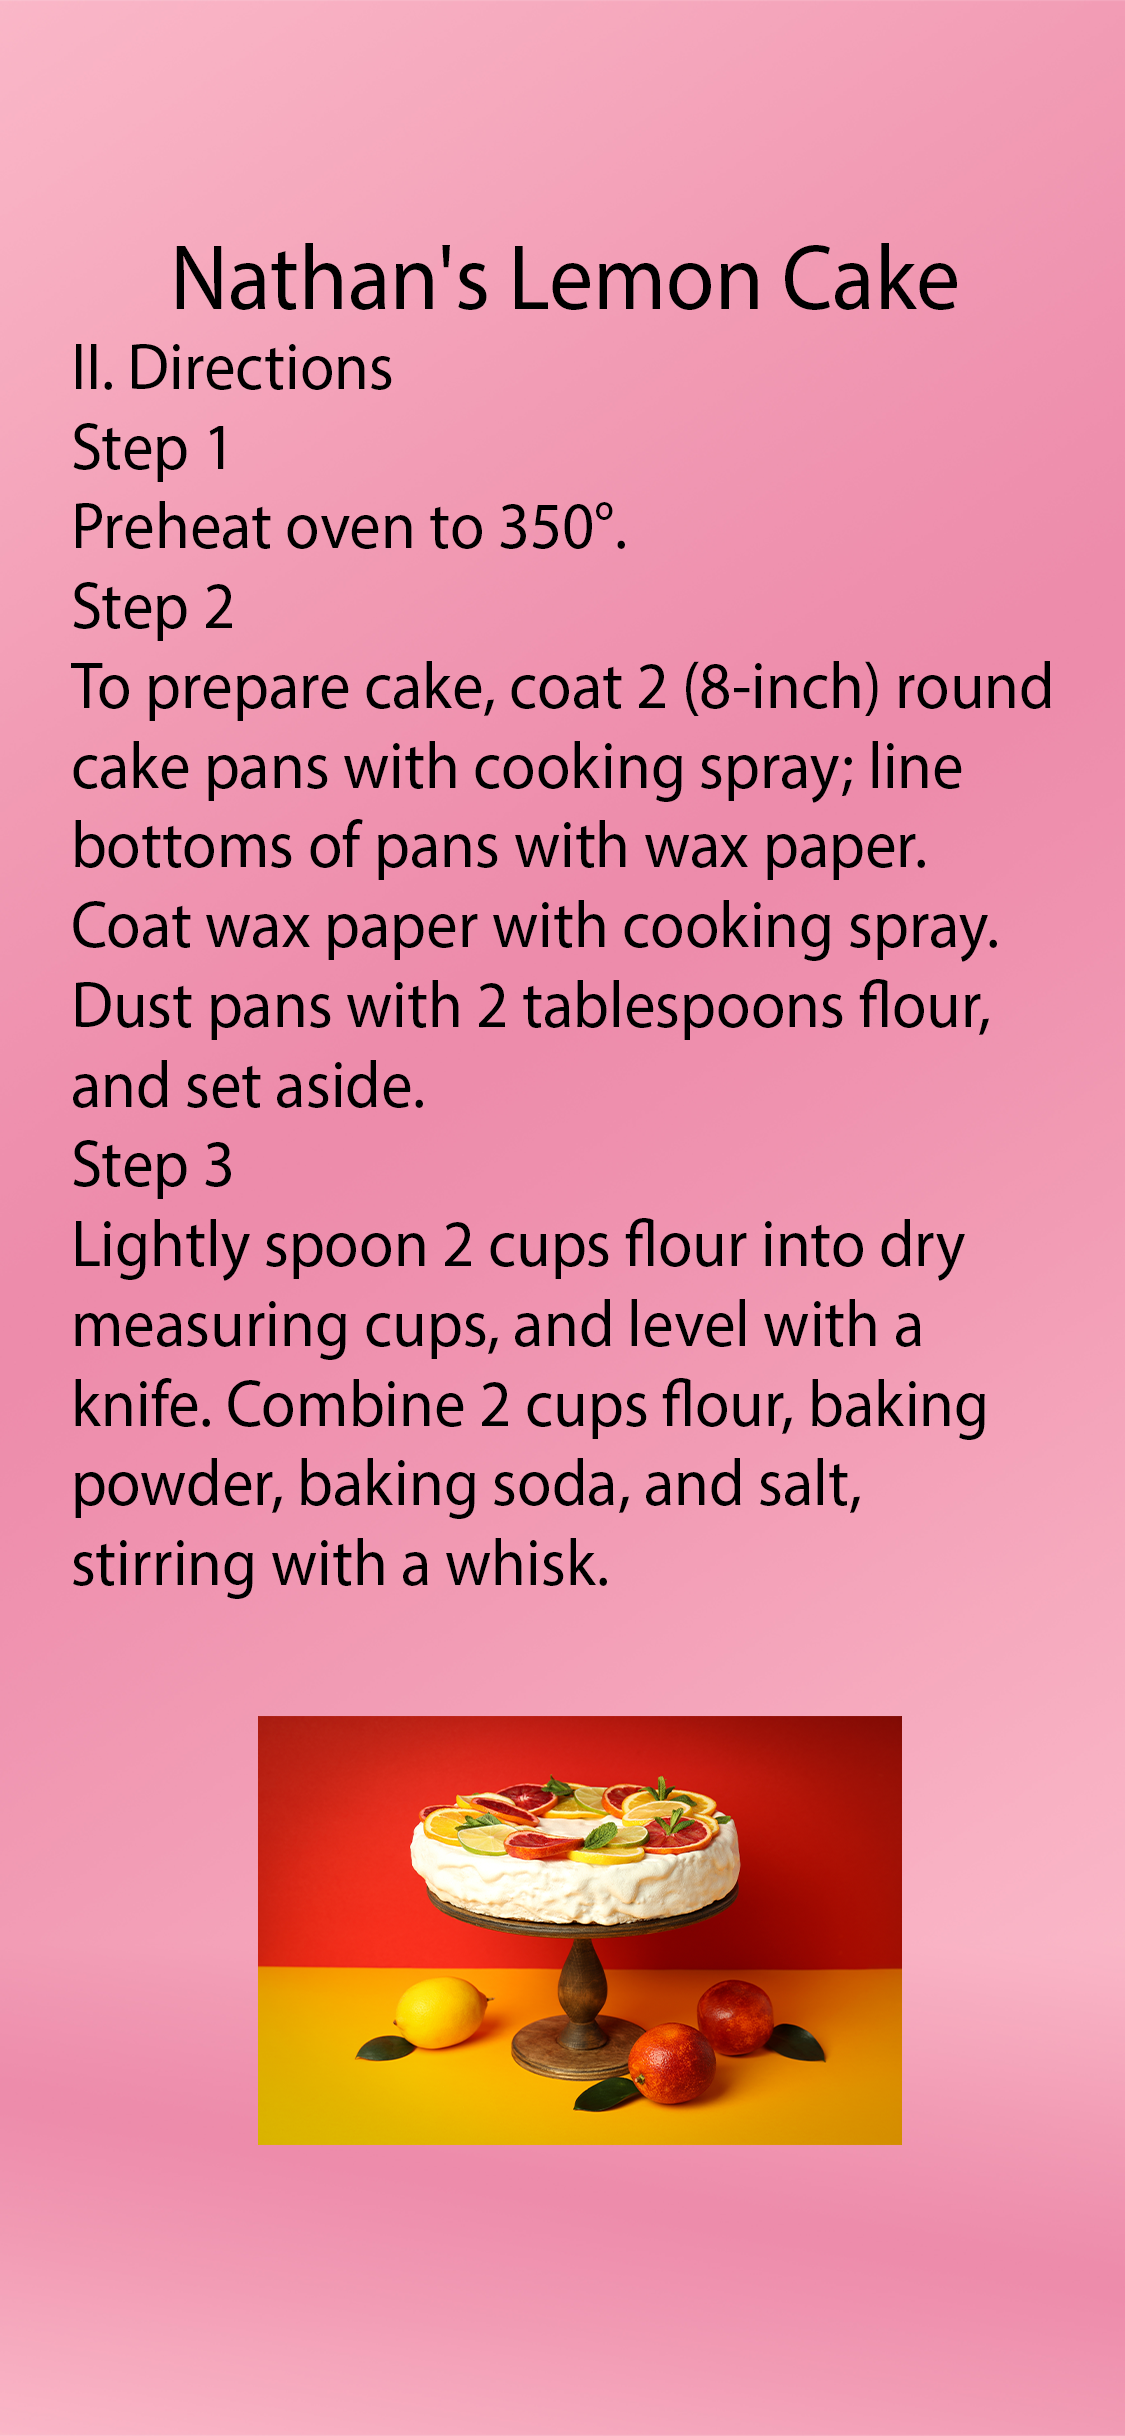 Nathan's Lemon Cake
II. Directions
Step 1
Preheat oven to 350°.
Step 2
To prepare cake, coat 2 (8-inch) round
cake pans with cooking spray; line
bottoms of pans with wax paper.
Coat wax paper with cooking spray.
Dust pans with 2 tablespoons flour,
and set aside.
Step 3
Lightly spoon 2 cups flour into dry
measuring cups, and level with a
knife. Combine 2 cups flour, baking
powder, baking soda, and salt,
stirring with a whisk.